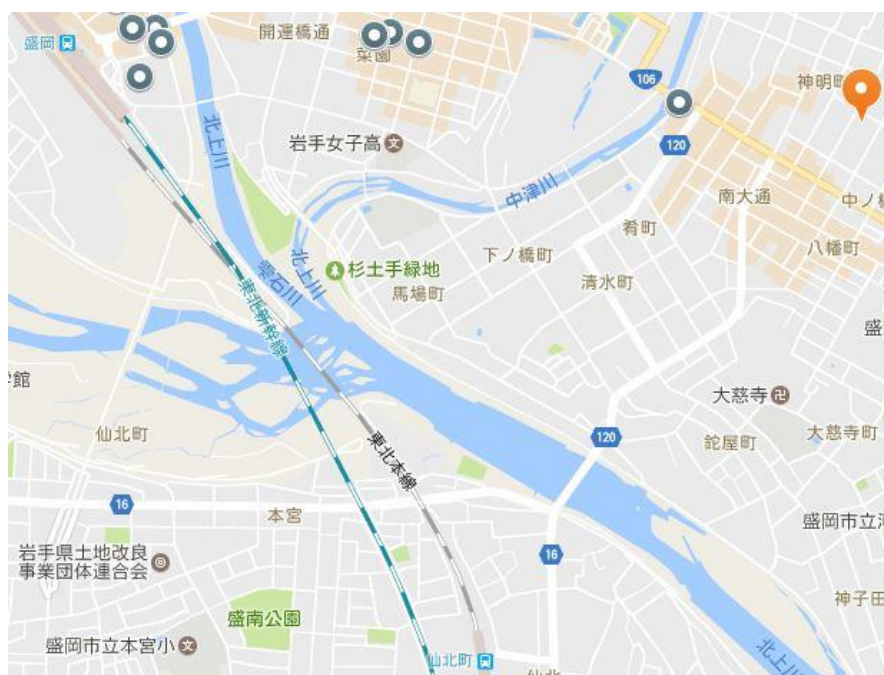 開運橋通
盛岡
菜園
106
神明町
北上川
岩手女子高
120
中津川
南大通
中ノ橋
肴町
八幡町
下ノ橋町
北上川
雫石川
杉土手緑地
清水町
馬場町
東北新幹線
盛
学館
大慈寺
仙北町
120
鉈屋町
大慈寺町
東北本線
16
本宮
盛岡市立
16
岩手県土地改良
事業団体連合会
神子田
盛南公園
盛岡市立本宮小
仙北町
北上川
仙北